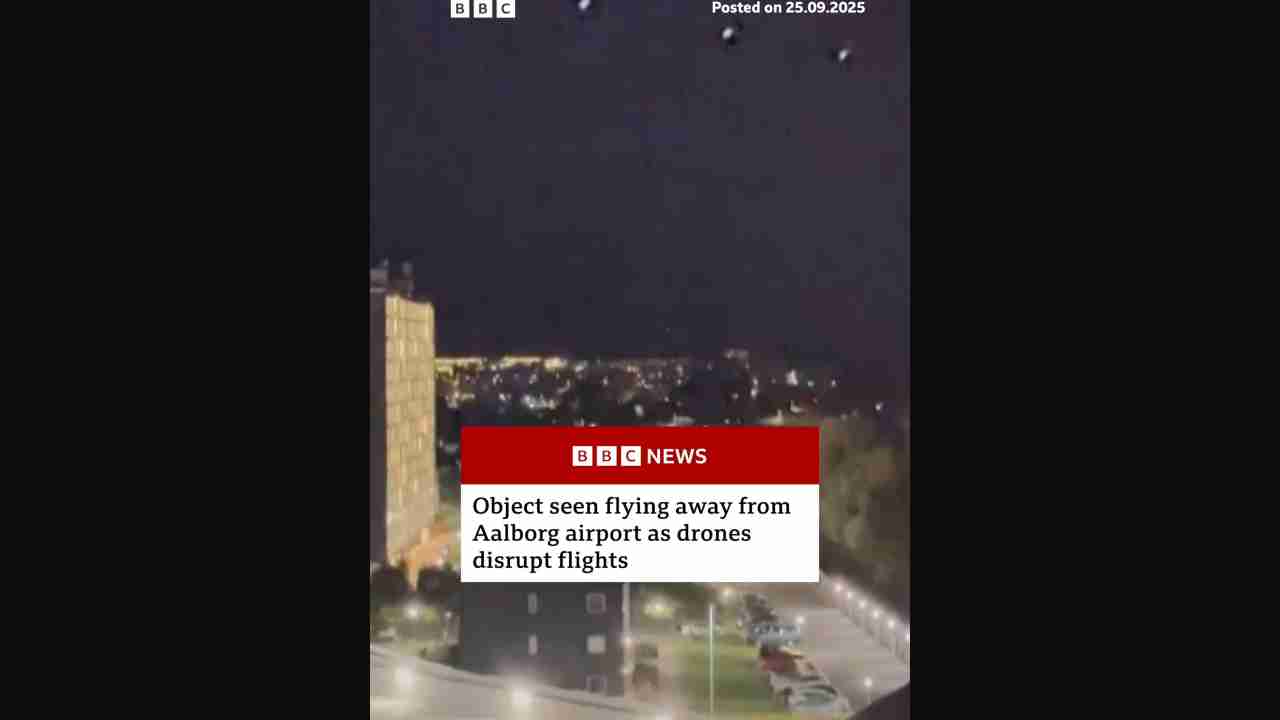 BBC Posted on 25.09.2025
BBC NEWS
Object seen flying away from
Aalborg airport as drones
disrupt flights